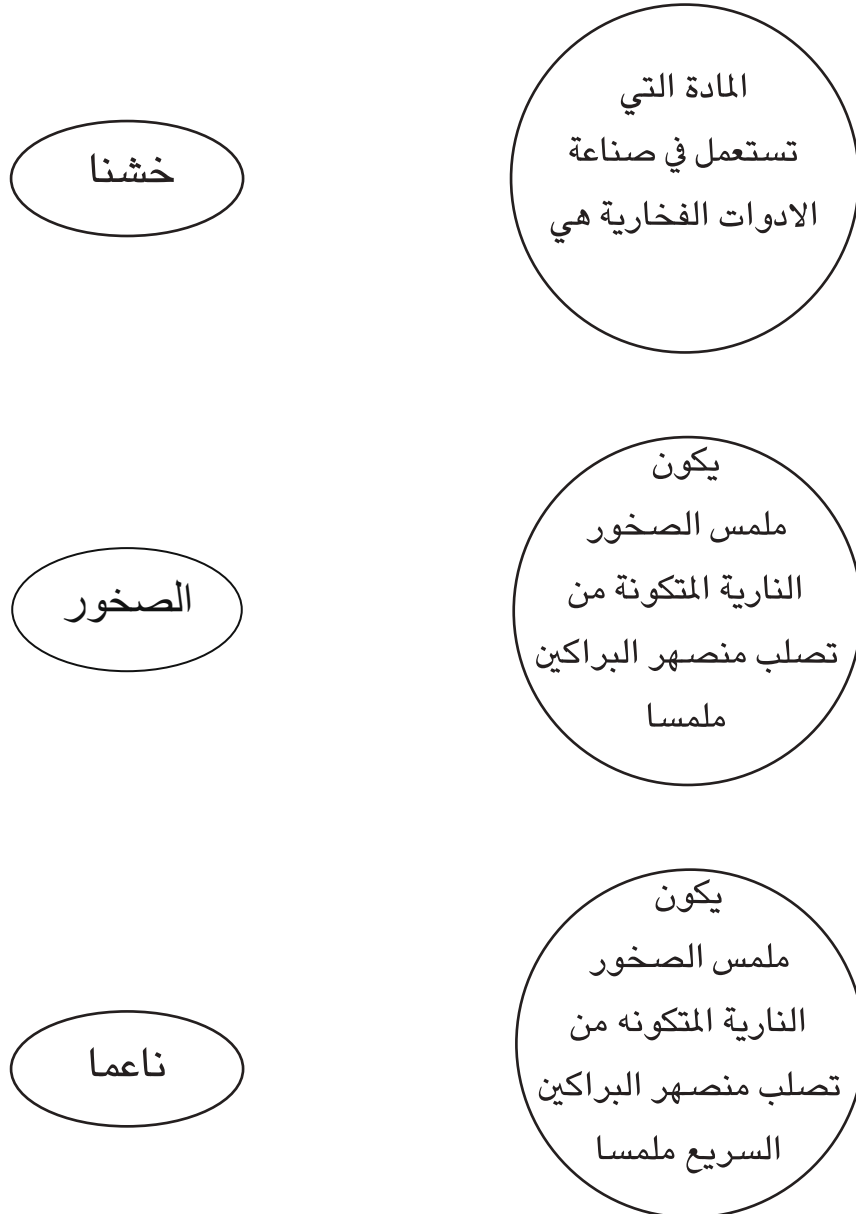 المادة التي
تستعمل في صناعة
الادوات الفخارية هي
خشنا
يكون
ملمس الصخور
النارية المتكونة من
تصلب منصهر البراكين
ملمسا
الصخور
يكون
ملمس الصخور
النارية المتكونه من
تصلب منصهر البراكين
السريع ملمسا
ناعما